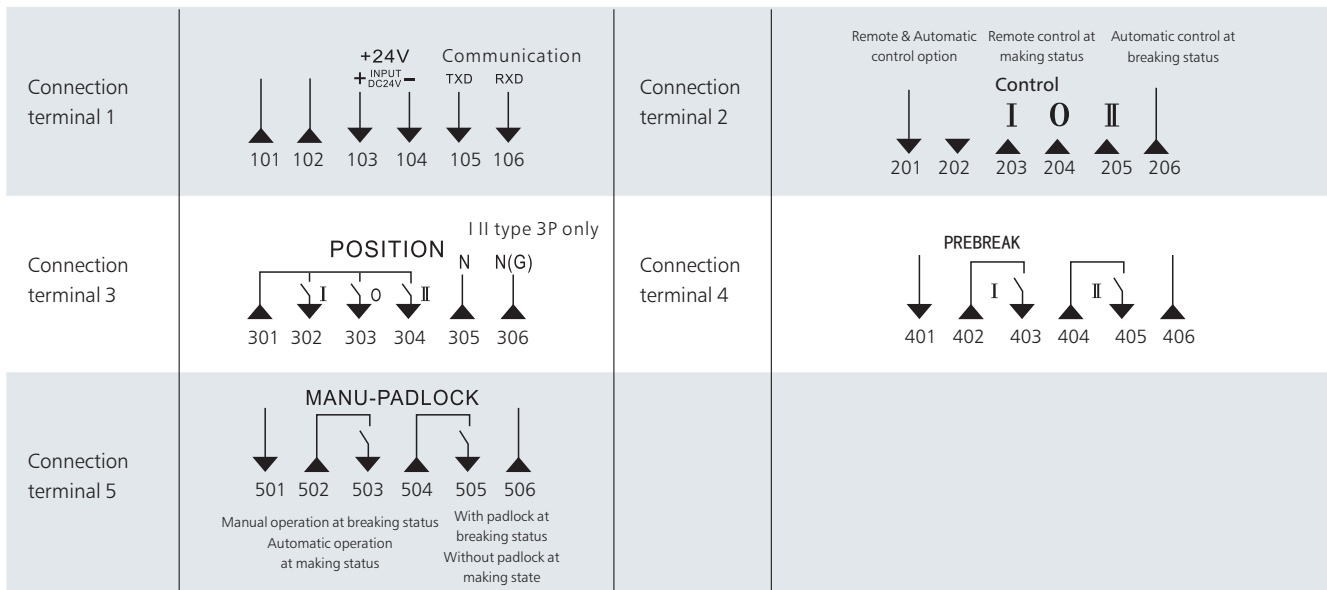 Connection
terminal 1
+24V
+ INPUT DC24V −
Communication
TXD RXD
101 102 103 104 105 106
Connection
terminal 2
Remote & Automatic
control option
Remote control at
making status
Automatic control at
breaking status
Control
I O II
201 202 203 204 205 206
Connection
terminal 3
I II type 3P only
POSITION
N N(G)
I O II
301 302 303 304 305 306
Connection
terminal 4
PREBREAK
I II
401 402 403 404 405 406
Connection
terminal 5
MANU-PADLOCK
501 502 503 504 505 506
Manual operation at breaking status
Automatic operation
at making status
With padlock at
breaking status
Without padlock at
making state